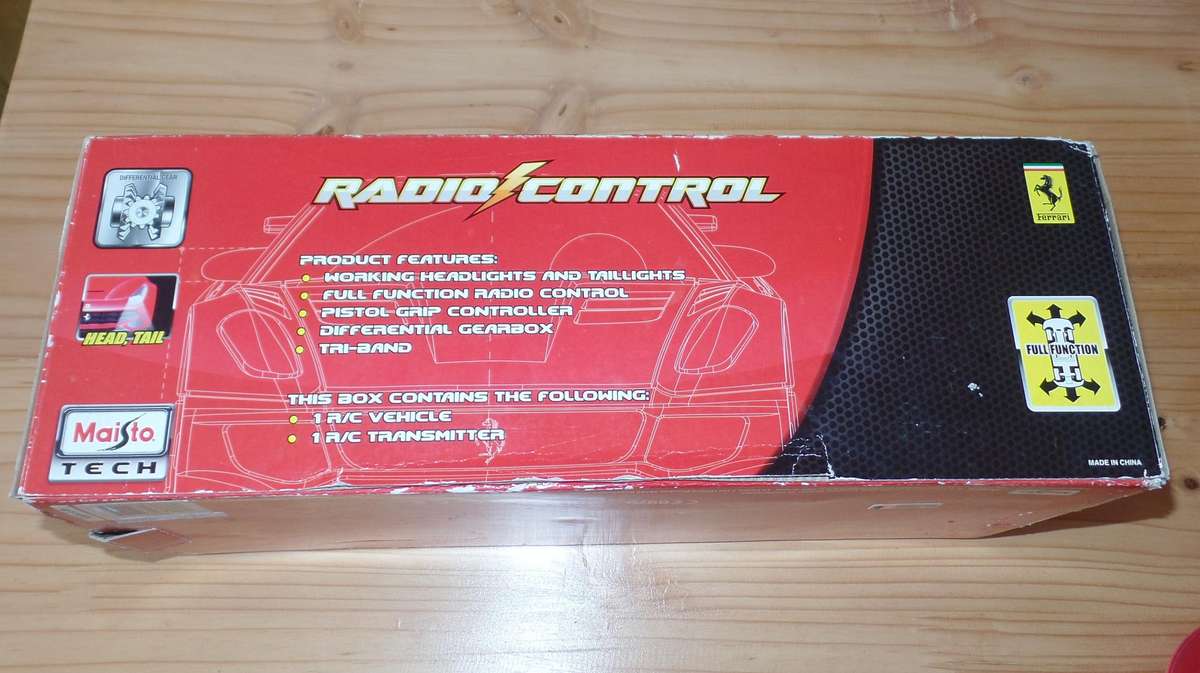 DIFFERENTIAL GEAR
RADIO CONTROL
Ferrari
PRODUCT FEATURES:
• WORKING HEADLIGHTS AND TAILLIGHTS
• FULL FUNCTION RADIO CONTROL
• PISTOL GRIP CONTROLLER
• DIFFERENTIAL GEARBOX
• TRI-BAND
HEAD, TAIL
FULL FUNCTION
THIS BOX CONTAINS THE FOLLOWING:
• 1 R/C VEHICLE
• 1 R/C TRANSMITTER
Maisto
TECH
MADE IN CHINA